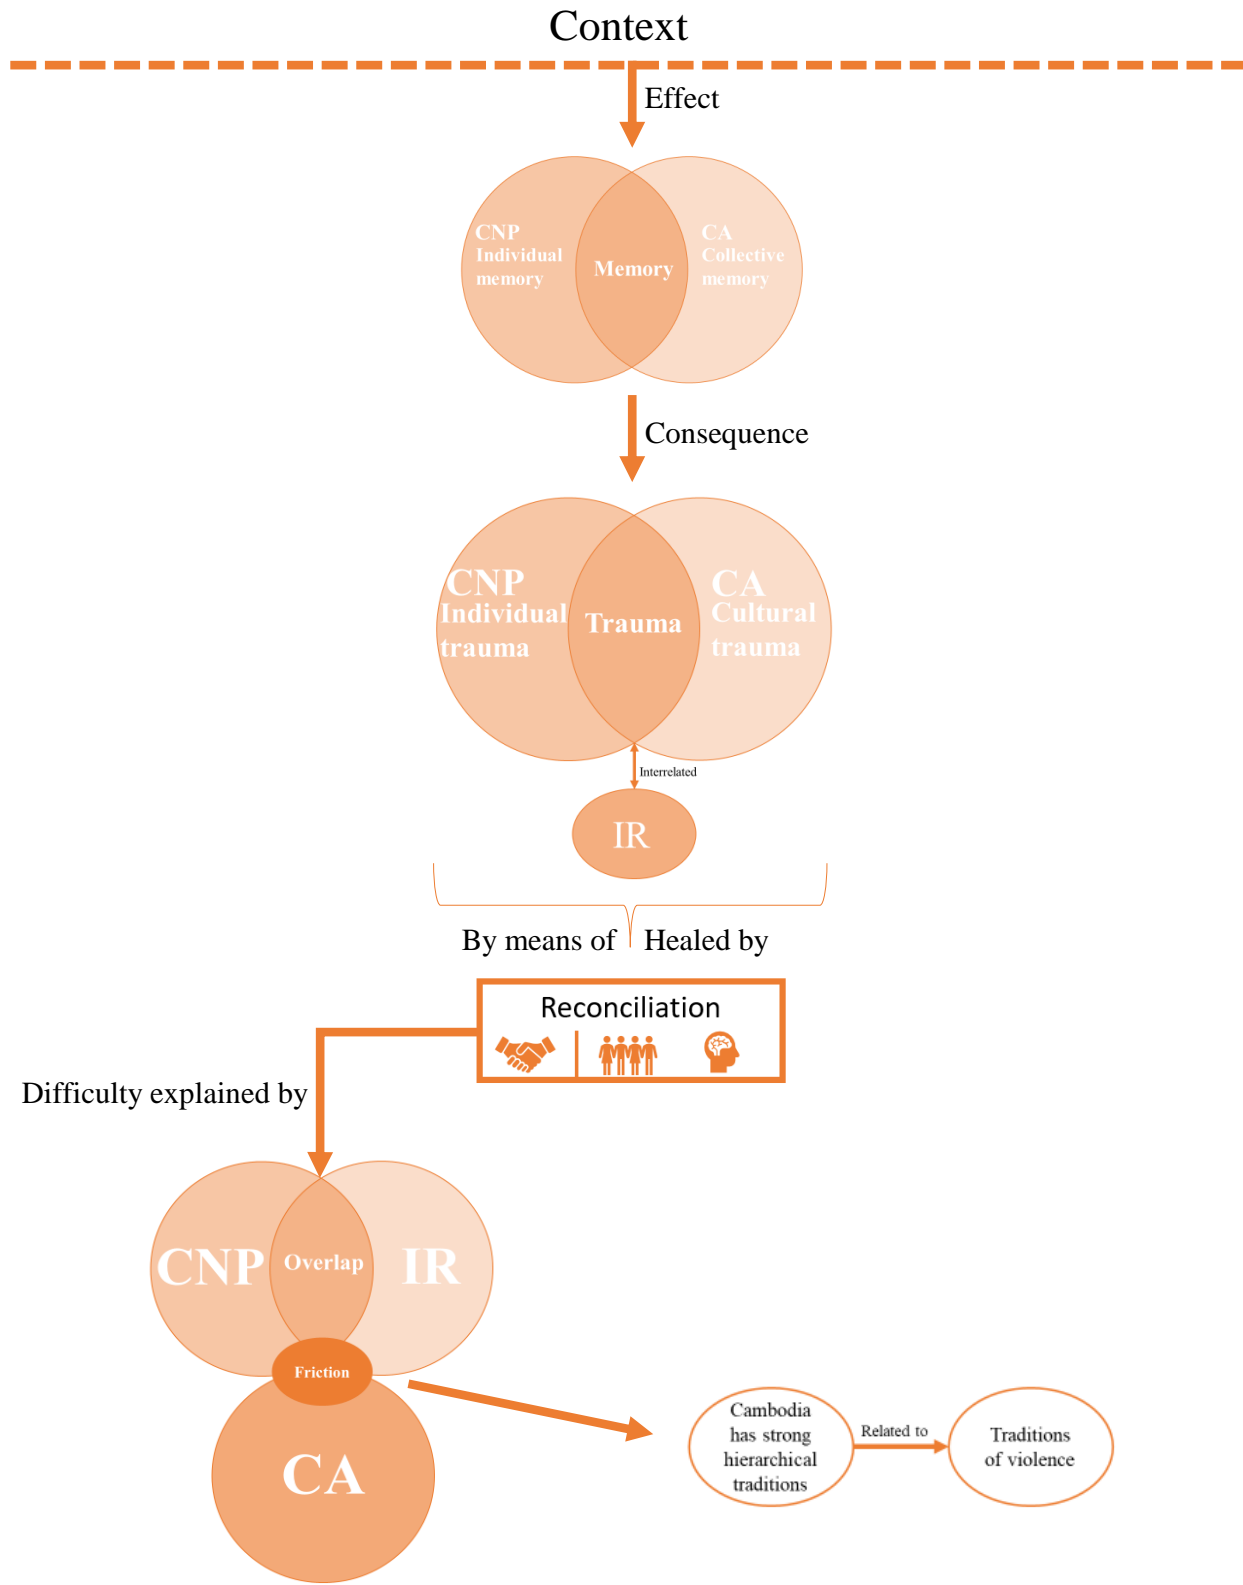 Context
Effect
CNP
Individual
memory
Memory
CA
Collective
memory
Consequence
CNP
Individual
trauma
Trauma
CA
Cultural
trauma
Interrelated
IR
By means of
Healed by
Reconciliation
Difficulty explained by
CNP
Overlap
IR
Friction
CA
Cambodia
has strong
hierarchical
traditions
Related to
Traditions
of violence